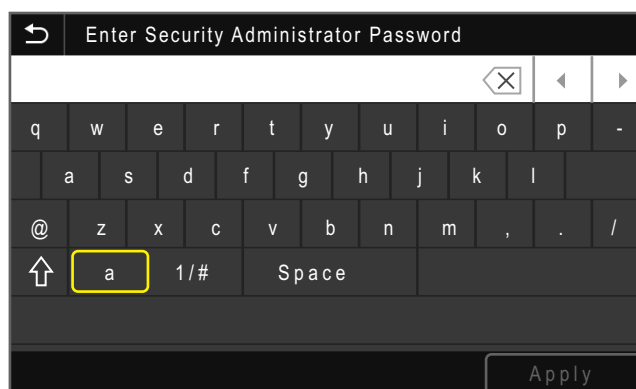 Enter Security Administrator Password
q w e r t y u i o p -
a s d f g h j k l
@ z x c v b n m , . /
a 1/# Space
Apply